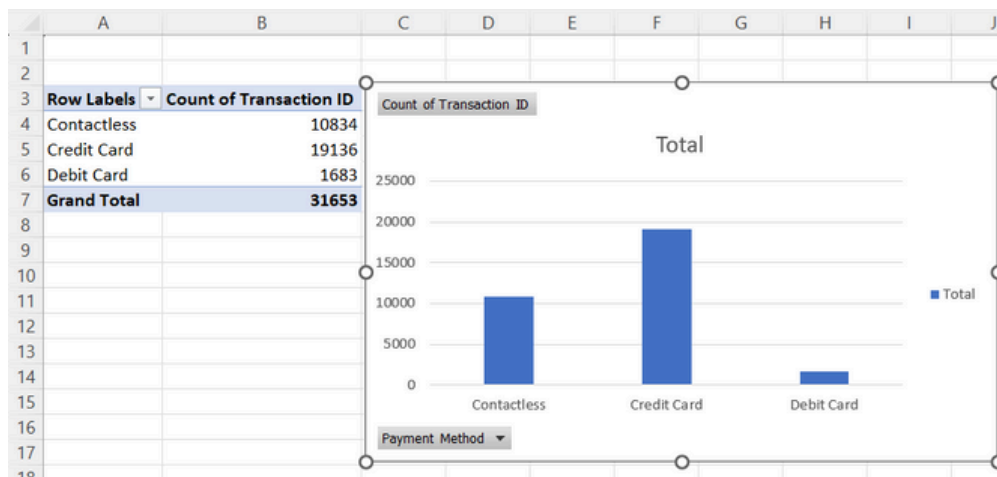 A B C D E F G H I J
1
2
3 Row Labels Count of Transaction ID
4 Contactless 10834
5 Credit Card 19136
6 Debit Card 1683
7 Grand Total 31653
8
9
10
11
12
13
14
15
16
17
18
Count of Transaction ID
Total
25000
20000
15000
10000
5000
0
Contactless Credit Card Debit Card
Total
Payment Method